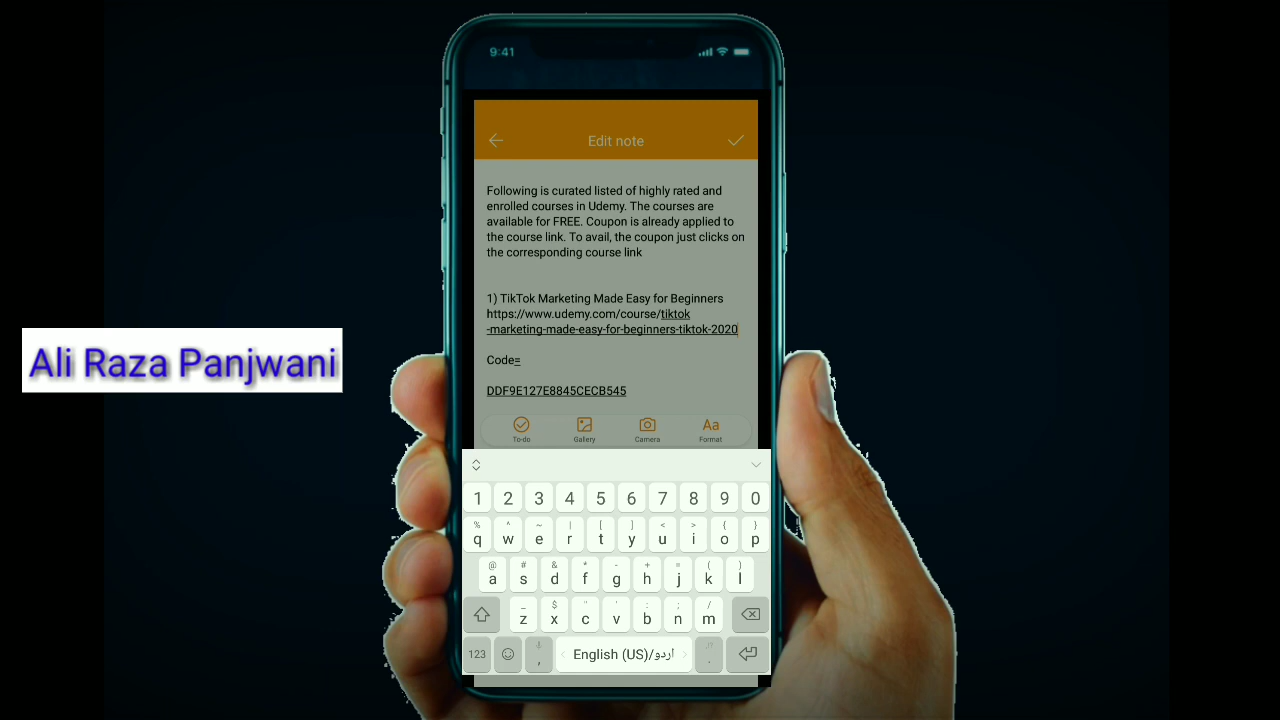 9:41
Edit note
Following is curated listed of highly rated and
enrolled courses in Udemy. The courses are
available for FREE. Coupon is already applied to
the course link. To avail, the coupon just clicks on
the corresponding course link
1) TikTok Marketing Made Easy for Beginners
https://www.udemy.com/course/tiktok
-marketing-made-easy-for-beginners-tiktok-2020
Code=
DDF9E127E8845CECB545
Ali Raza Panjwani
To-do Gallery Aa Camera Format
1 2 3 4 5 6 7 8 9 0
% ^ ~ | [ ] < > { }
q w e r t y u i o p
@ # & * - + = ( )
a s d f g h j k l
_ $ " ' : ; /
z x c v b n m
123 , English (US)/اردو .